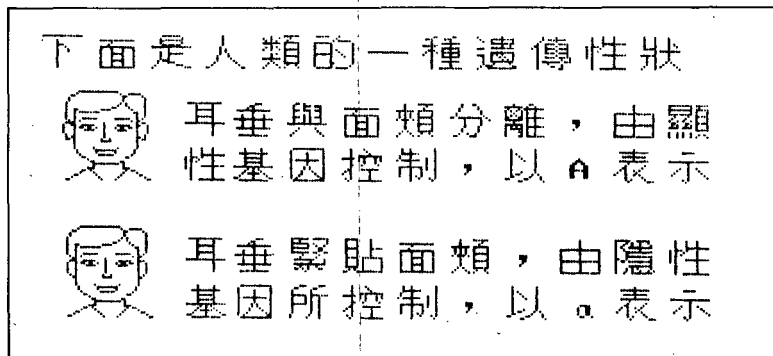 下面是人類的一種遺傳性狀
耳垂與面頰分離，由顯
性基因控制，以 A 表示
耳垂緊貼面頰，由隱性
基因所控制，以 a 表示